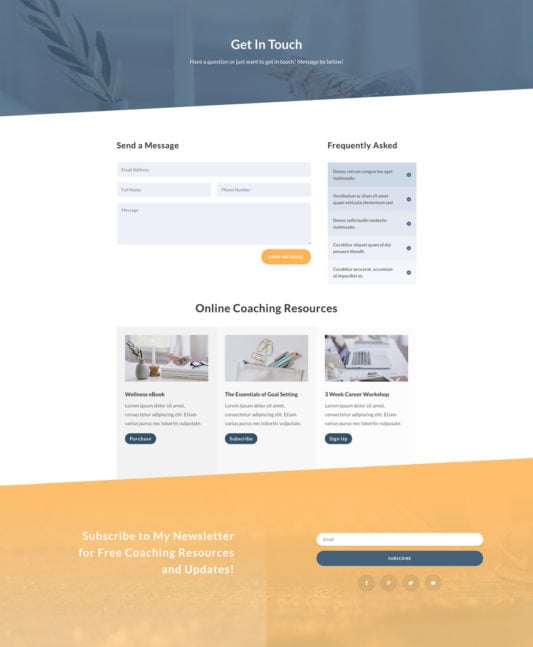 Get In Touch
Have a question or just want to get in touch? Message be below!
Send a Message
Email Address
Full Name
Phone Number
Message
SEND MESSAGE
Frequently Asked
Donec rutrum congue leo eget
malesuada.
Vestibulum ac diam sit amet
quam vehicula elementum sed
Donec sollicitudin molestie
malesuada.
Curabitur aliquet quam id dui
posuere blandit.
Curabitur arcu erat, accumsan
id imperdiet et.
Online Coaching Resources
Wellness eBook
Lorem ipsum dolor sit amet,
consectetur adipiscing elit. Etiam
varius purus nec lobortis vulputate.
Purchase
The Essentials of Goal Setting
Lorem ipsum dolor sit amet,
consectetur adipiscing elit. Etiam
varius purus nec lobortis vulputate.
Subscribe
3 Week Career Workshop
Lorem ipsum dolor sit amet,
consectetur adipiscing elit. Etiam
varius purus nec lobortis vulputate.
Sign Up
Subscribe to My Newsletter
for Free Coaching Resources
and Updates!
Email
SUBSCRIBE